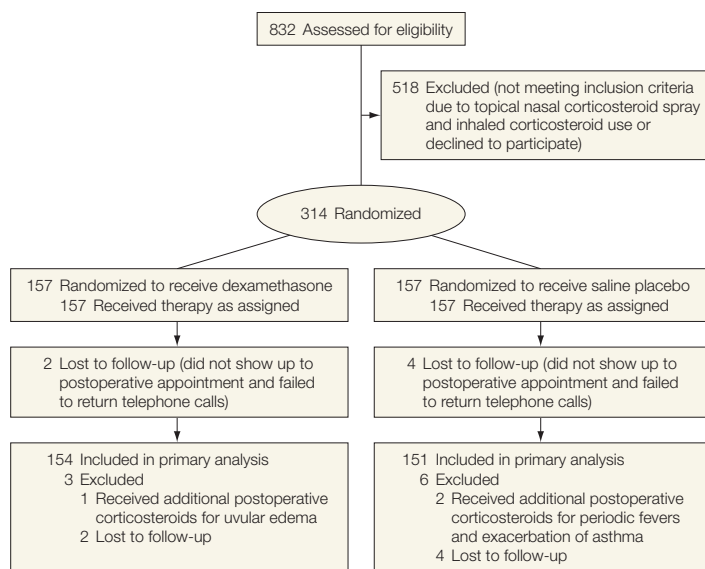 832 Assessed for eligibility
518 Excluded (not meeting inclusion criteria
due to topical nasal corticosteroid spray
and inhaled corticosteroid use or
declined to participate)
314 Randomized
157 Randomized to receive dexamethasone
157 Received therapy as assigned
2 Lost to follow-up (did not show up to
postoperative appointment and failed
to return telephone calls)
154 Included in primary analysis
3 Excluded
1 Received additional postoperative
corticosteroids for uvular edema
2 Lost to follow-up
157 Randomized to receive saline placebo
157 Received therapy as assigned
4 Lost to follow-up (did not show up to
postoperative appointment and failed
to return telephone calls)
151 Included in primary analysis
6 Excluded
2 Received additional postoperative
corticosteroids for periodic fevers
and exacerbation of asthma
4 Lost to follow-up